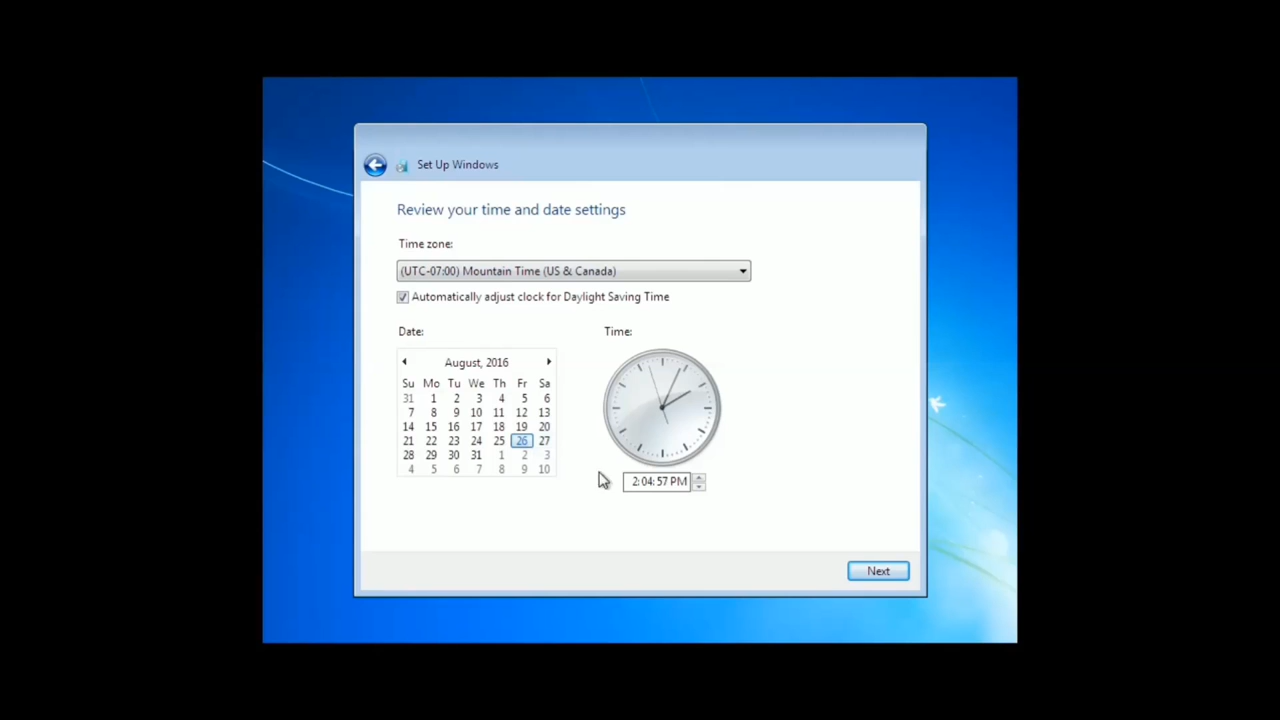 Set Up Windows
Review your time and date settings
Time zone:
(UTC-07:00) Mountain Time (US & Canada)
Automatically adjust clock for Daylight Saving Time
Date:
Time:
August, 2016
Su Mo Tu We Th Fr Sa
31 1 2 3 4 5 6
7 8 9 10 11 12 13
14 15 16 17 18 19 20
21 22 23 24 25 26 27
28 29 30 31 1 2 3
4 5 6 7 8 9 10
2:04:57 PM
Next